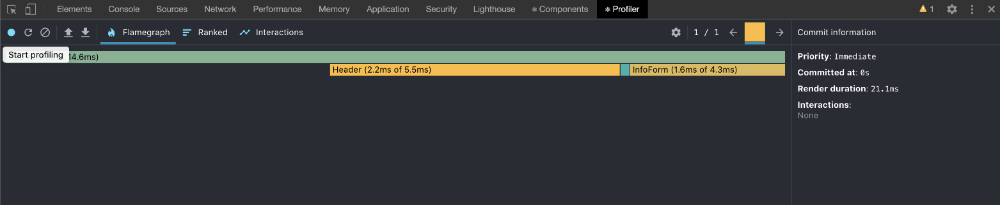 Elements Console Sources Network Performance Memory Application Security Lighthouse Components Profiler 1
Flamegraph Ranked Interactions 1 / 1 Commit information
Start profiling 14.6ms)
Header (2.2ms of 5.5ms) InfoForm (1.6ms of 4.3ms)
Priority: Immediate
Committed at: 0s
Render duration: 21.1ms
Interactions:
None